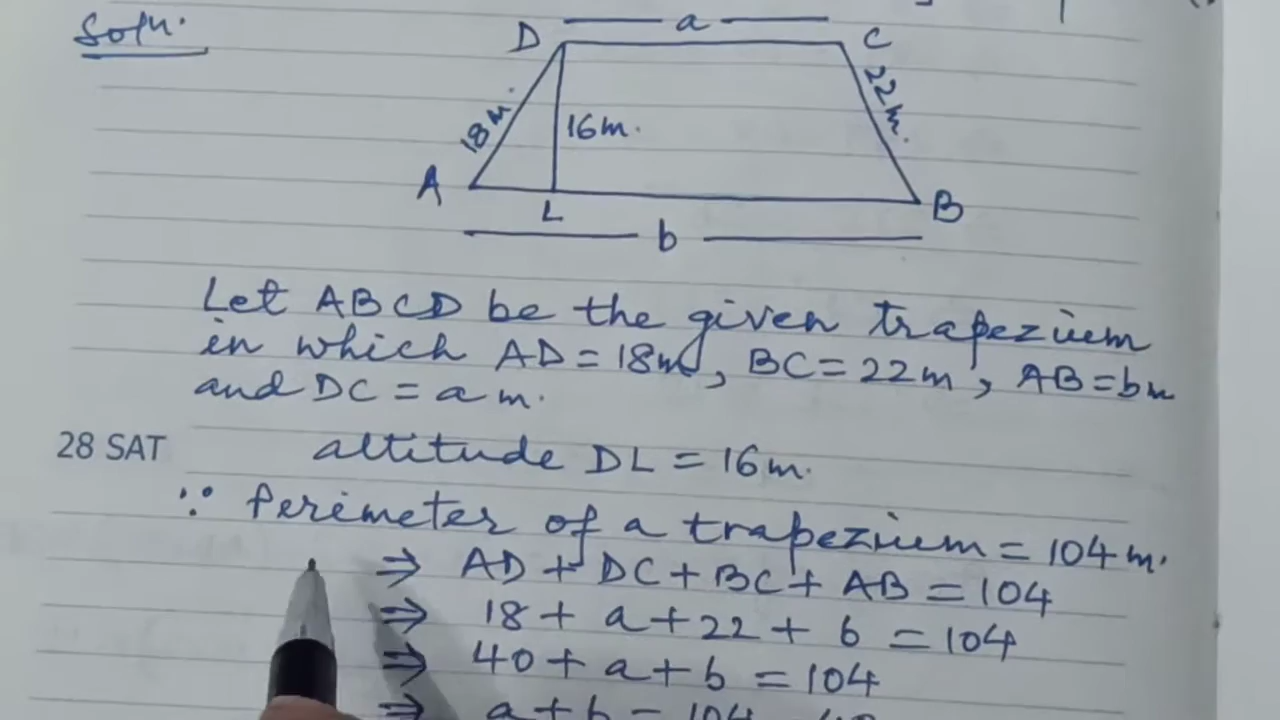 Soln.
a
D
C
18m.
16m.
22m.
A
L
B
b
Let ABCD be the given trapezium
in which AD = 18m, BC = 22m, AB = bm
and DC = a m.
28 SAT
altitude DL = 16m.
∵ Perimeter of a trapezium = 104m.
⇒ AD + DC + BC + AB = 104
⇒ 18 + a + 22 + b = 104
⇒ 40 + a + b = 104
⇒ a + b = 104 - 40